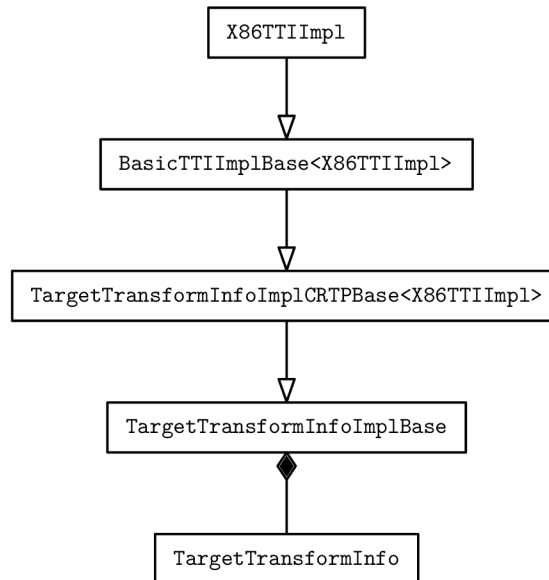 X86TTIImpl
BasicTTIImplBase<X86TTIImpl>
TargetTransformInfoImplCRTPBase<X86TTIImpl>
TargetTransformInfoImplBase
TargetTransformInfo